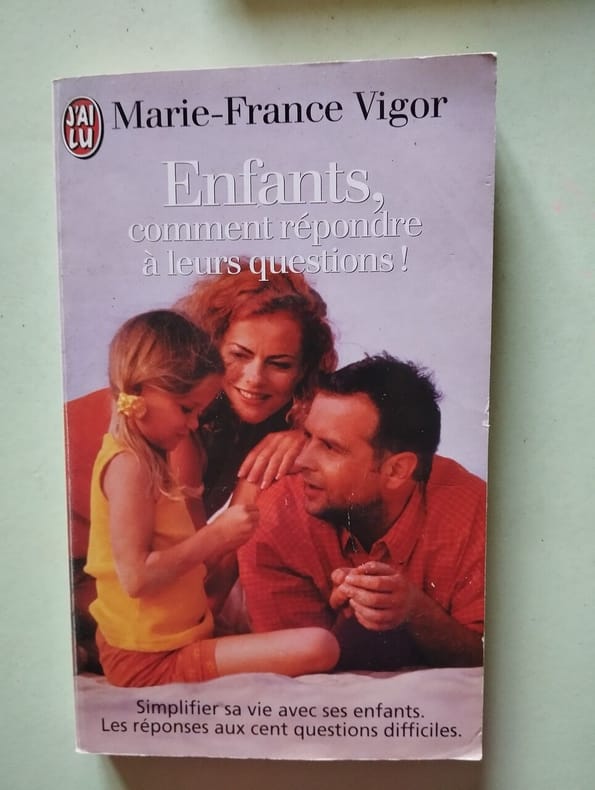 J'AI LU
Marie-France Vigor
Enfants,
comment répondre
à leurs questions !
Simplifier sa vie avec ses enfants.
Les réponses aux cent questions difficiles.